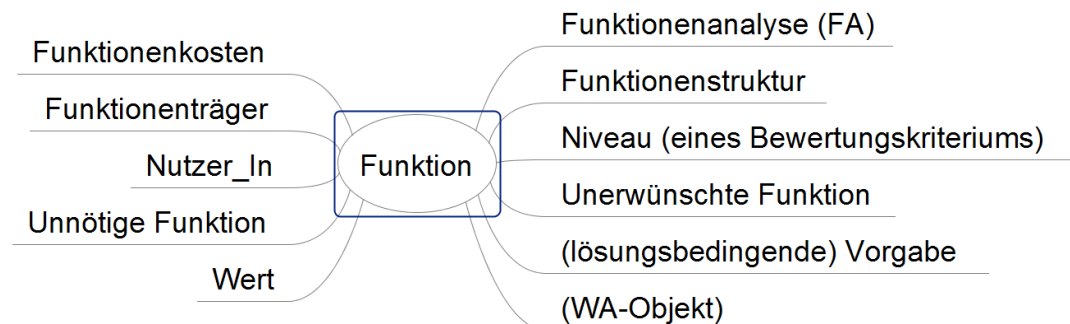 Funktionenkosten
Funktionenträger
Nutzer_In
Unnötige Funktion
Wert
Funktion
Funktionenanalyse (FA)
Funktionenstruktur
Niveau (eines Bewertungskriteriums)
Unerwünschte Funktion
(lösungsbedingende) Vorgabe
(WA-Objekt)